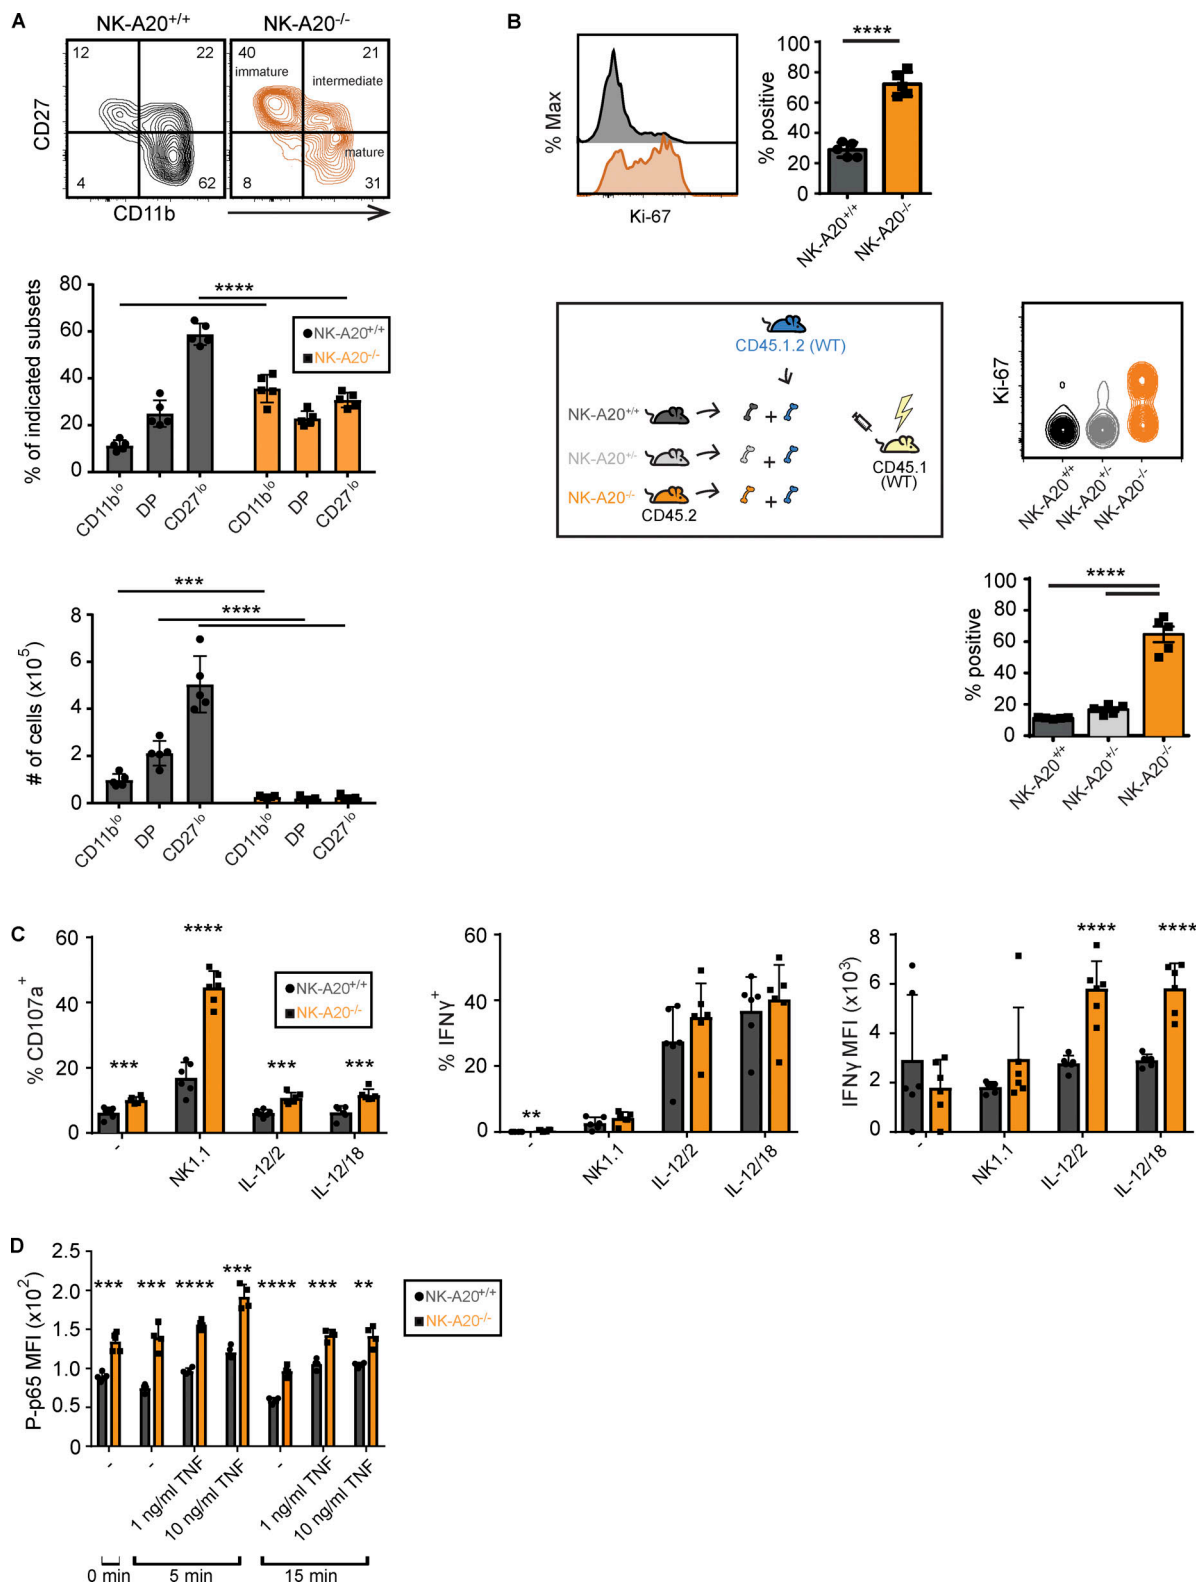 A
NK-A20+/+
NK-A20-/-
12
22
40
21
immature
intermediate
mature
4
62
8
31
CD27
CD11b
% of indicated subsets
80
60
40
20
0
****
NK-A20+/+
NK-A20-/-
CD11blo
DP
CD27lo
CD11blo
DP
CD27lo
# of cells (x105)
8
6
4
2
0
***
****
CD11blo
DP
CD27lo
CD11blo
DP
CD27lo
B
% Max
Ki-67
% positive
100
80
60
40
20
0
****
NK-A20+/+
NK-A20-/-
CD45.1.2 (WT)
NK-A20+/+
+
NK-A20+/-
+
NK-A20-/-
+
CD45.2
CD45.1
(WT)
Ki-67
NK-A20+/+
NK-A20+/-
NK-A20-/-
% positive
100
80
60
40
20
0
****
NK-A20+/+
NK-A20+/-
NK-A20-/-
C
% CD107a+
60
40
20
0
***
****
***
***
NK-A20+/+
NK-A20-/-
-
NK1.1
IL-12/2
IL-12/18
% IFNγ+
60
40
20
0
**
-
NK1.1
IL-12/2
IL-12/18
IFNγ MFI (x103)
8
6
4
2
0
****
****
-
NK1.1
IL-12/2
IL-12/18
D
P-p65 MFI (x102)
2.5
2.0
1.5
1.0
0.5
0
***
***
****
***
****
***
**
NK-A20+/+
NK-A20-/-
-
-
1 ng/ml TNF
10 ng/ml TNF
-
1 ng/ml TNF
10 ng/ml TNF
0 min
5 min
15 min